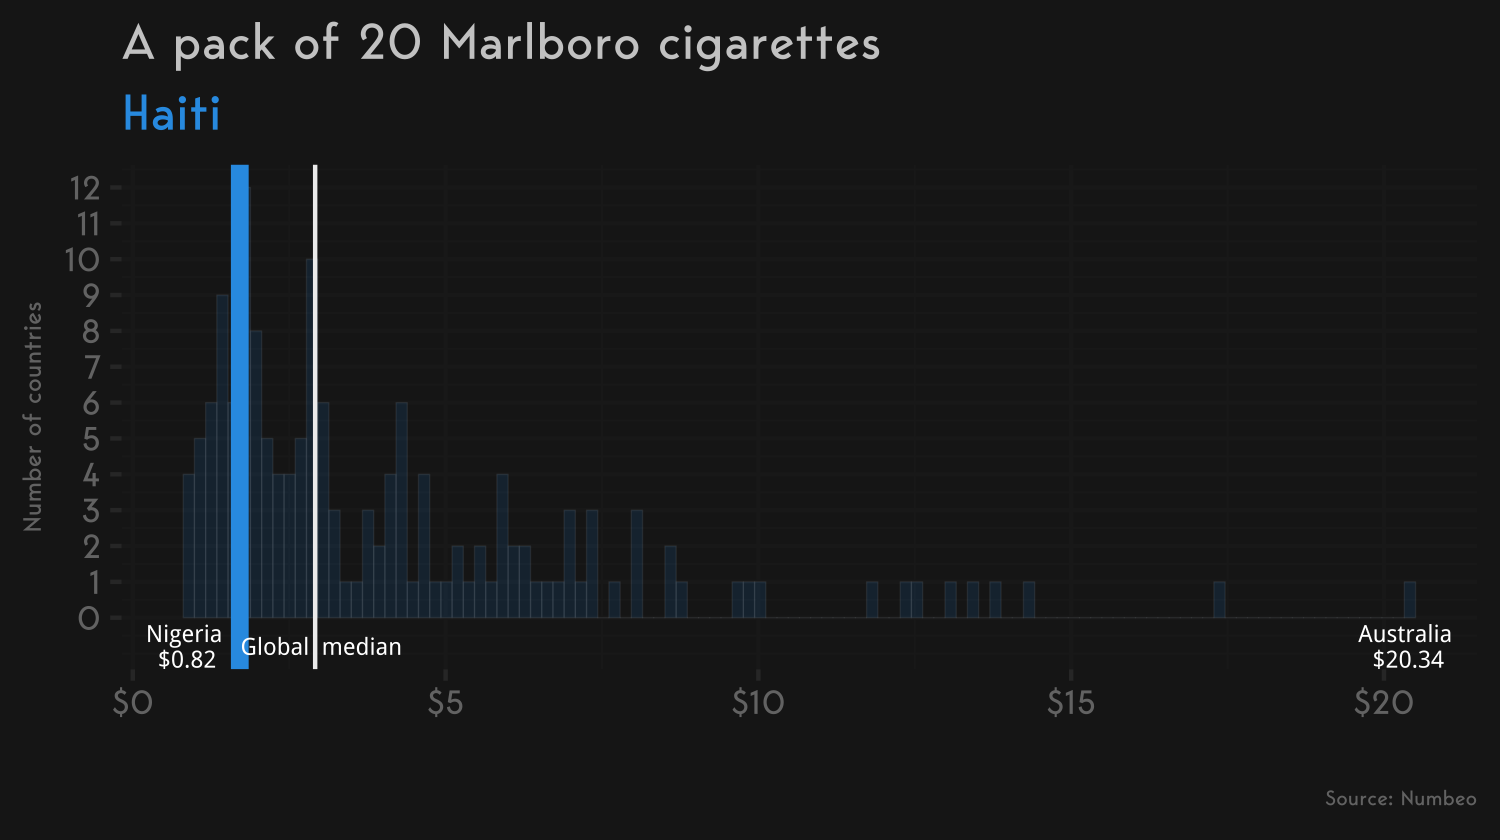 A pack of 20 Marlboro cigarettes
Haiti
Number of countries
12
11
10
9
8
7
6
5
4
3
2
1
0
Nigeria
$0.82
Global median
Australia
$20.34
$0 $5 $10 $15 $20
Source: Numbeo